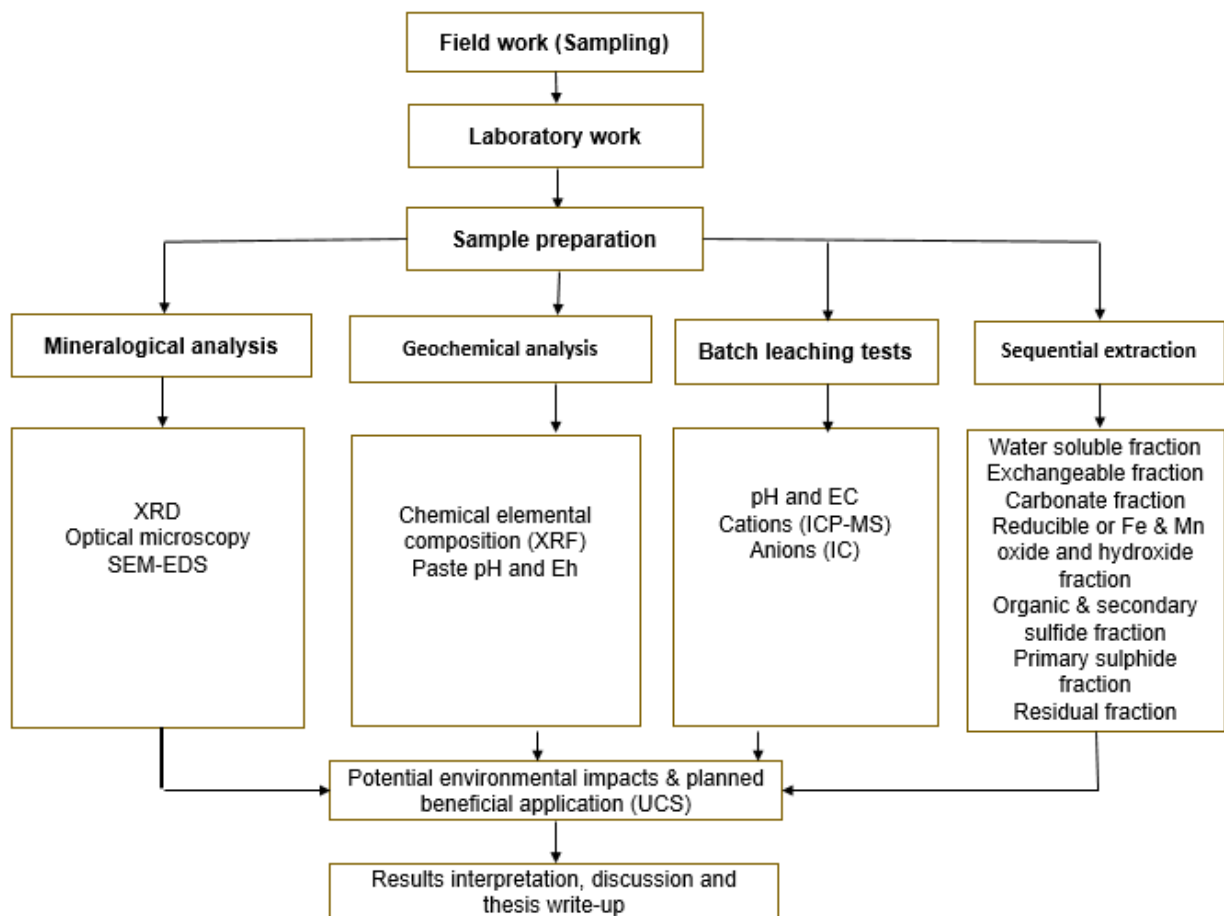 Field work (Sampling)
Laboratory work
Sample preparation
Mineralogical analysis
Geochemical analysis
Batch leaching tests
Sequential extraction
XRD
Optical microscopy
SEM-EDS
Chemical elemental
composition (XRF)
Paste pH and Eh
pH and EC
Cations (ICP-MS)
Anions (IC)
Water soluble fraction
Exchangeable fraction
Carbonate fraction
Reducible or Fe & Mn
oxide and hydroxide
fraction
Organic & secondary
sulfide fraction
Primary sulphide
fraction
Residual fraction
Potential environmental impacts & planned
beneficial application (UCS)
Results interpretation, discussion and
thesis write-up